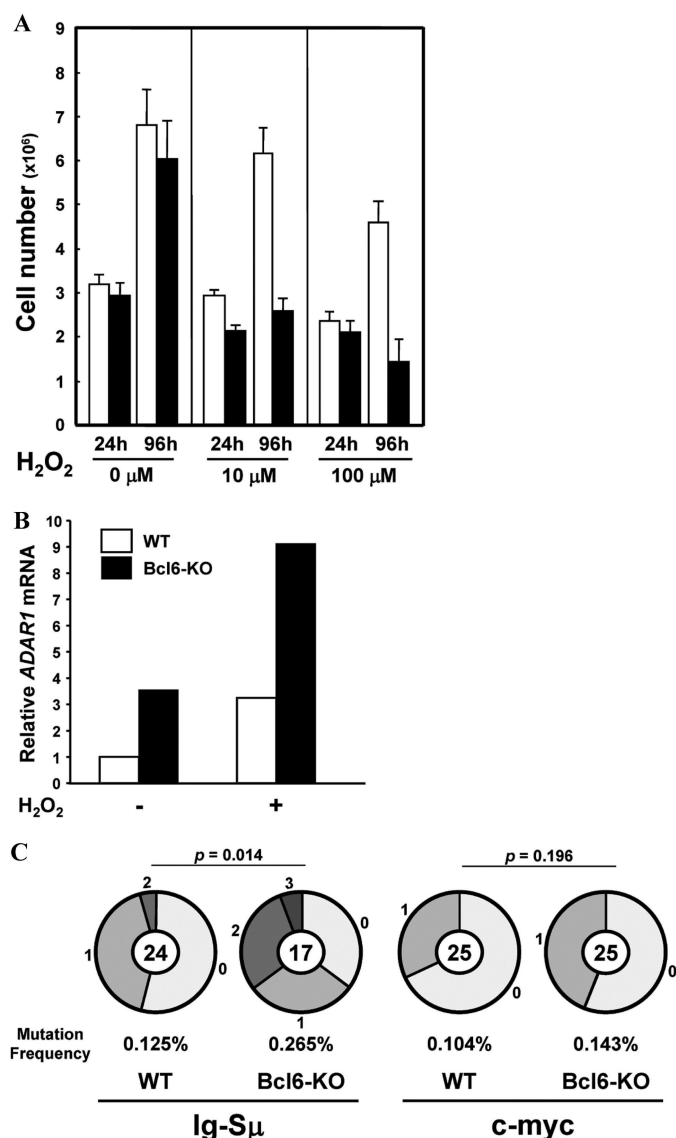 A
9
8
7
6
5
4
3
2
1
0
Cell number (x10⁶)
24h 96h 24h 96h 24h 96h
H₂O₂
0 μM 10 μM 100 μM
B
10
9
8
7
6
5
4
3
2
1
0
Relative ADAR1 mRNA
WT
Bcl6-KO
H₂O₂ - +
C
p = 0.014 p = 0.196
2 1 0 24
3 2 1 0 17
1 0 25
1 0 25
Mutation
Frequency
0.125% 0.265% 0.104% 0.143%
WT Bcl6-KO WT Bcl6-KO
Ig-Sμ c-myc